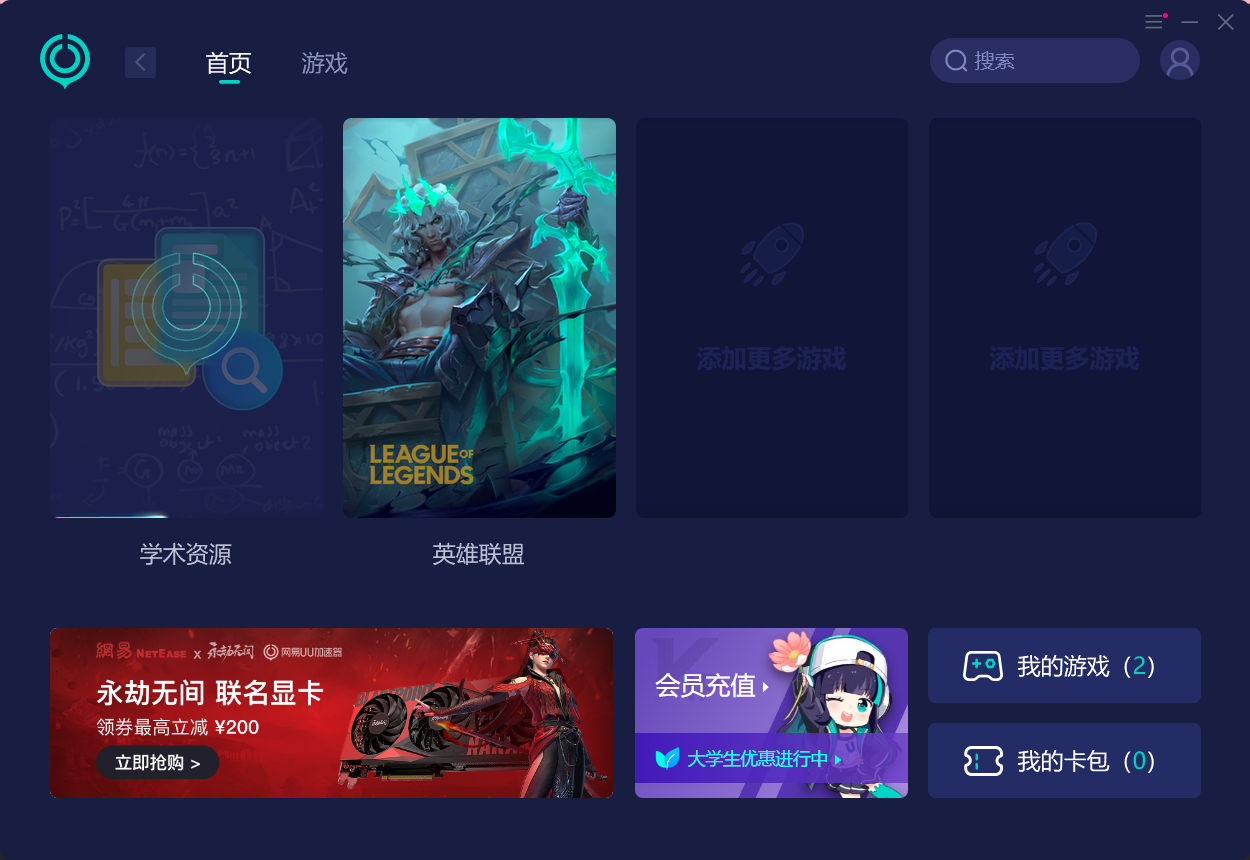 首页
游戏
搜索
f(n)={
LEAGUE OF
LEGENDS
添加更多游戏
添加更多游戏
学术资源
英雄联盟
網易 NETEASE x 永劫无间 网易UU加速器
永劫无间 联名显卡
领券最高立减 ¥200
立即抢购 >
会员充值
大学生优惠进行中
我的游戏（2）
我的卡包（0）